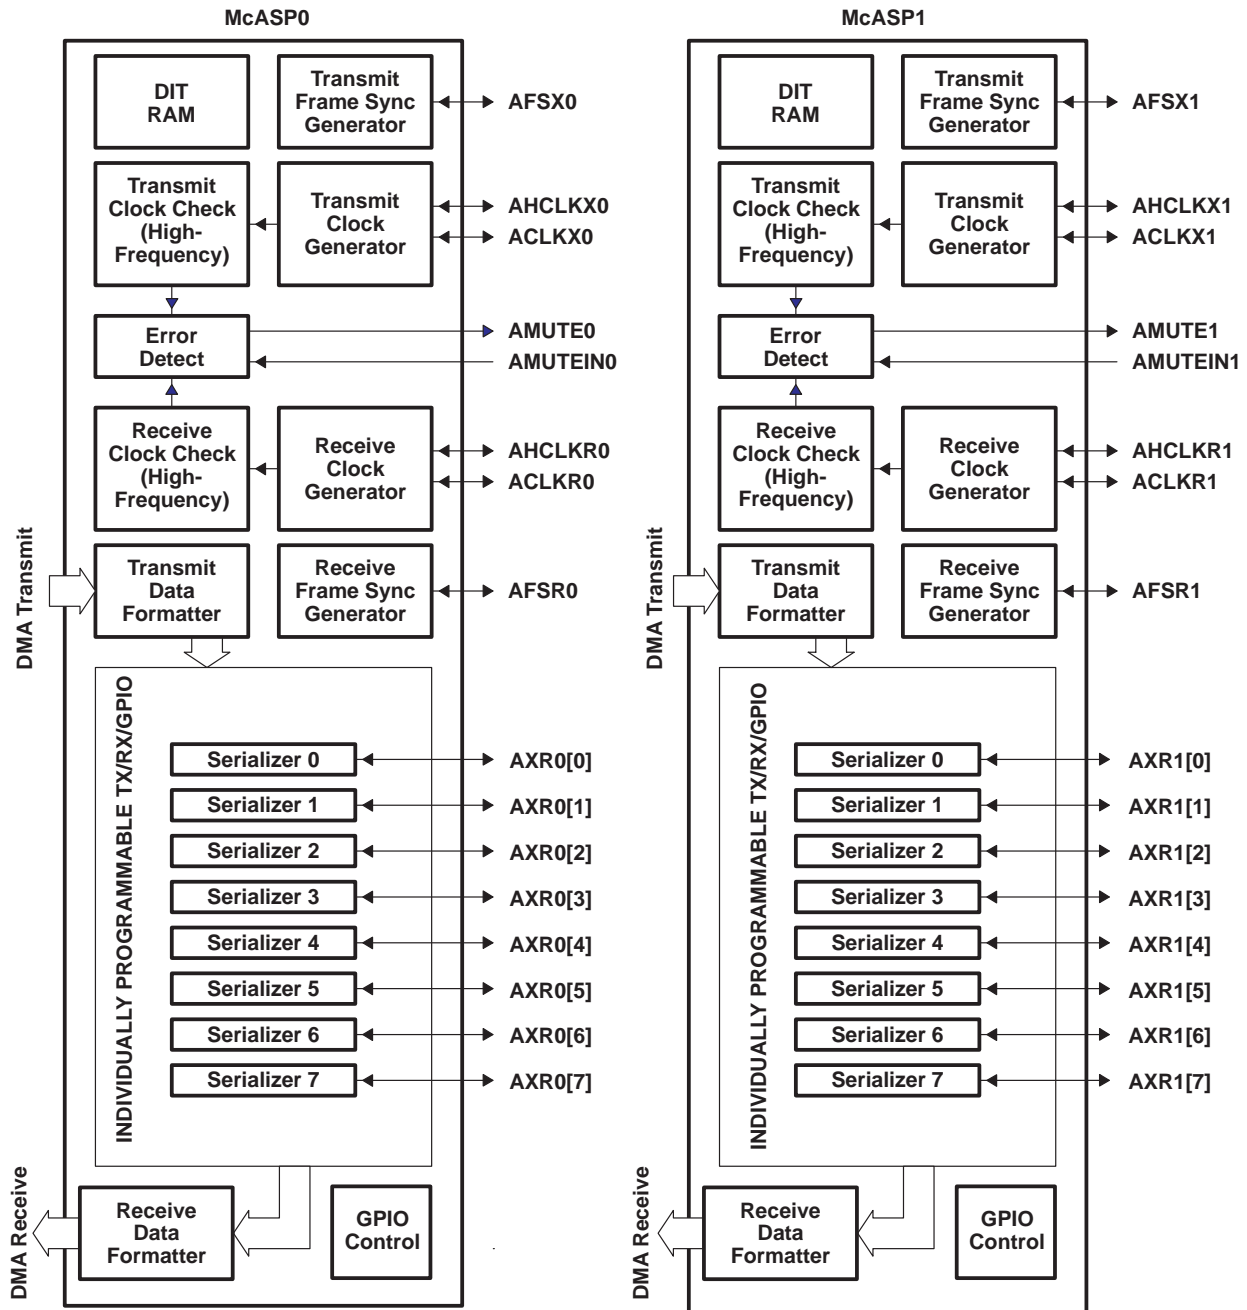 McASP0
DIT
RAM
Transmit
Frame Sync
Generator
AFSX0
Transmit
Clock Check
(High-
Frequency)
Transmit
Clock
Generator
AHCLKX0
ACLKX0
Error
Detect
AMUTE0
AMUTEIN0
Receive
Clock Check
(High-
Frequency)
Receive
Clock
Generator
AHCLKR0
ACLKR0
DMA Transmit
Transmit
Data
Formatter
Receive
Frame Sync
Generator
AFSR0
INDIVIDUALLY PROGRAMMABLE TX/RX/GPIO
Serializer 0
AXR0[0]
Serializer 1
AXR0[1]
Serializer 2
AXR0[2]
Serializer 3
AXR0[3]
Serializer 4
AXR0[4]
Serializer 5
AXR0[5]
Serializer 6
AXR0[6]
Serializer 7
AXR0[7]
DMA Receive
Receive
Data
Formatter
GPIO
Control
McASP1
DIT
RAM
Transmit
Frame Sync
Generator
AFSX1
Transmit
Clock Check
(High-
Frequency)
Transmit
Clock
Generator
AHCLKX1
ACLKX1
Error
Detect
AMUTE1
AMUTEIN1
Receive
Clock Check
(High-
Frequency)
Receive
Clock
Generator
AHCLKR1
ACLKR1
DMA Transmit
Transmit
Data
Formatter
Receive
Frame Sync
Generator
AFSR1
INDIVIDUALLY PROGRAMMABLE TX/RX/GPIO
Serializer 0
AXR1[0]
Serializer 1
AXR1[1]
Serializer 2
AXR1[2]
Serializer 3
AXR1[3]
Serializer 4
AXR1[4]
Serializer 5
AXR1[5]
Serializer 6
AXR1[6]
Serializer 7
AXR1[7]
DMA Receive
Receive
Data
Formatter
GPIO
Control